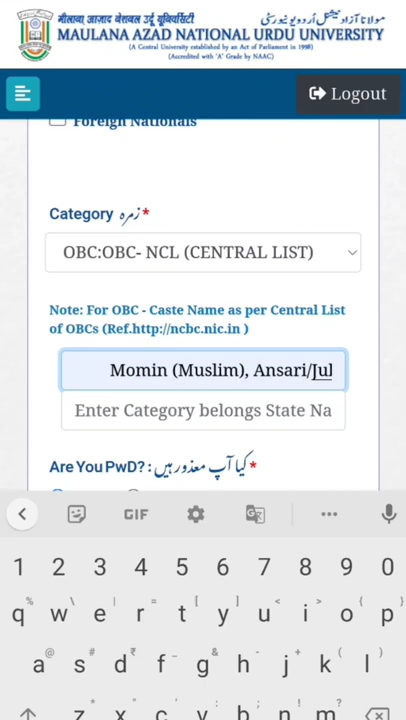 मौलाना आज़ाद नेशनल उर्दू यूनिवर्सिटी مولانا آزاد نیشنل اُردو یونیورسٹی
MAULANA AZAD NATIONAL URDU UNIVERSITY
(A Central University established by an Act of Parliament in 1998)
(Accredited with 'A' Grade by NAAC)
Logout
Foreign Nationals
Category زمرہ*
OBC:OBC- NCL (CENTRAL LIST)
Note: For OBC - Caste Name as per Central List
of OBCs (Ref.http://ncbc.nic.in )
Momin (Muslim), Ansari/Jul
Enter Category belongs State Na
Are You PwD? : کیا آپ معذور ہیں*
GIF
1 2 3 4 5 6 7 8 9 0
% \ | = [ ] < > { }
q w e r t y u i o p
@ # ₹ _ & - + ( )
a s d f g h j k l
* " ' : ; ! ?
z x c v b n m